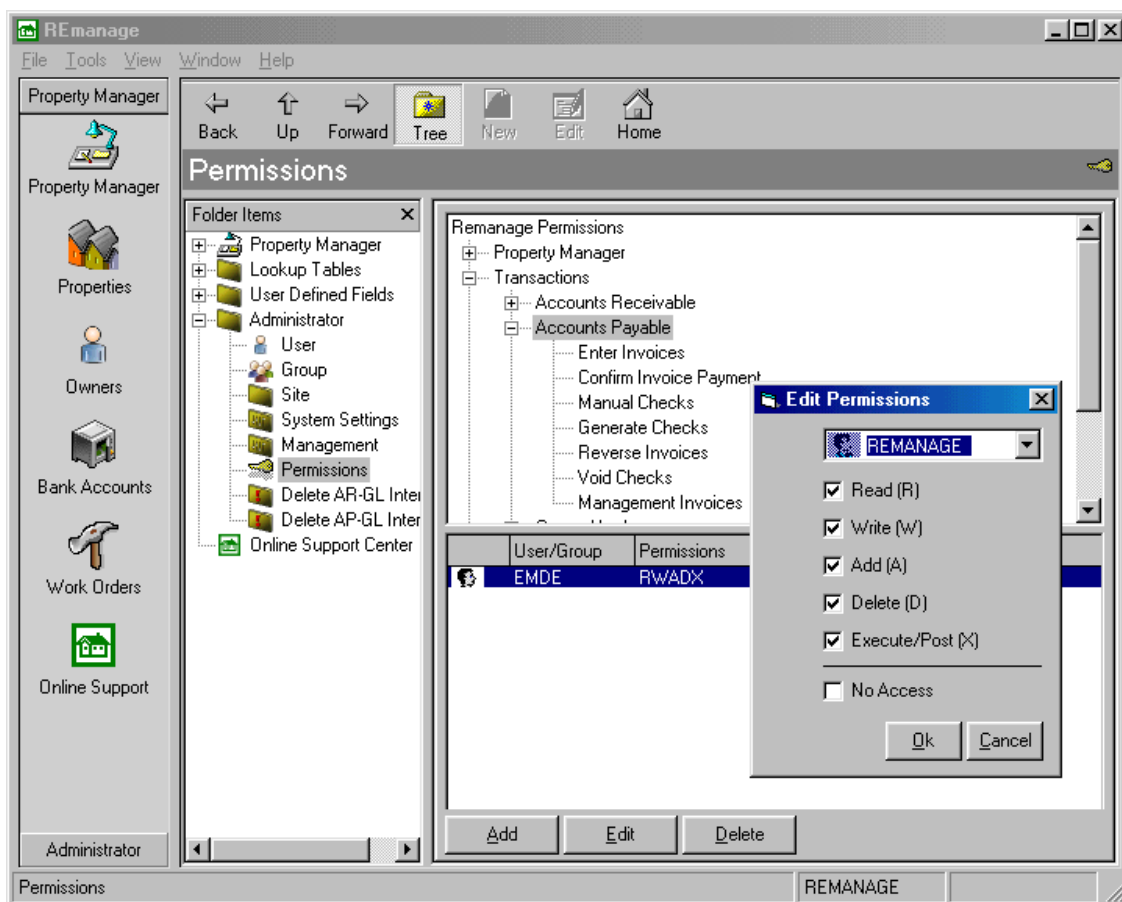 REmanage
File Tools View Window Help
Property Manager
Property Manager
Properties
Owners
Bank Accounts
Work Orders
Online Support
Administrator
Back Up Forward Tree New Edit Home
Permissions
Folder Items
Property Manager
Lookup Tables
User Defined Fields
Administrator
User
Group
Site
System Settings
Management
Permissions
Delete AR-GL Inter
Delete AP-GL Inter
Online Support Center
Remanage Permissions
Property Manager
Transactions
Accounts Receivable
Accounts Payable
Enter Invoices
Confirm Invoice Payment
Manual Checks
Generate Checks
Reverse Invoices
Void Checks
Management Invoices
User/Group Permissions
EMDE RWADX
Add Edit Delete
Edit Permissions
REMANAGE
Read (R)
Write (W)
Add (A)
Delete (D)
Execute/Post (X)
No Access
Ok Cancel
Permissions REMANAGE